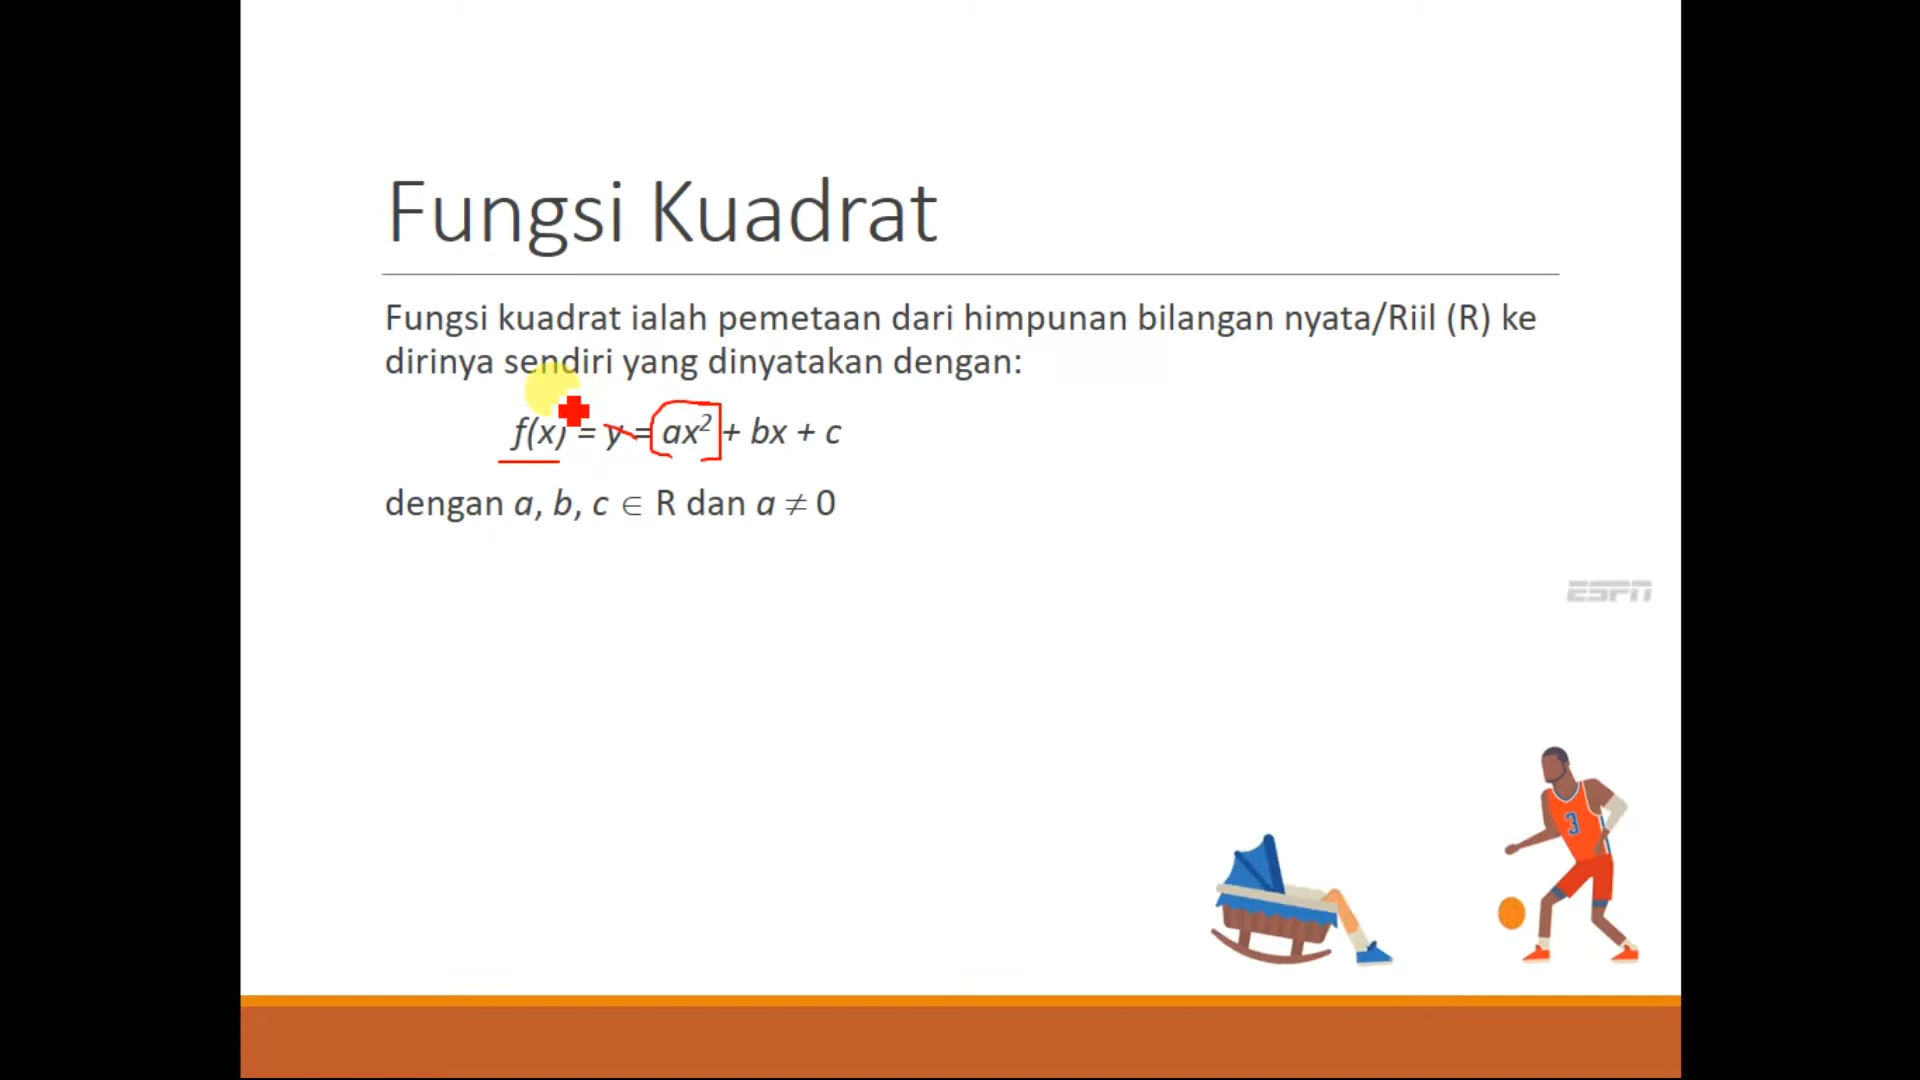 Fungsi Kuadrat
Fungsi kuadrat ialah pemetaan dari himpunan bilangan nyata/Riil (R) ke
dirinya sendiri yang dinyatakan dengan:
f(x) = y = ax² + bx + c
dengan a, b, c ∈ R dan a ≠ 0
ESPN
3